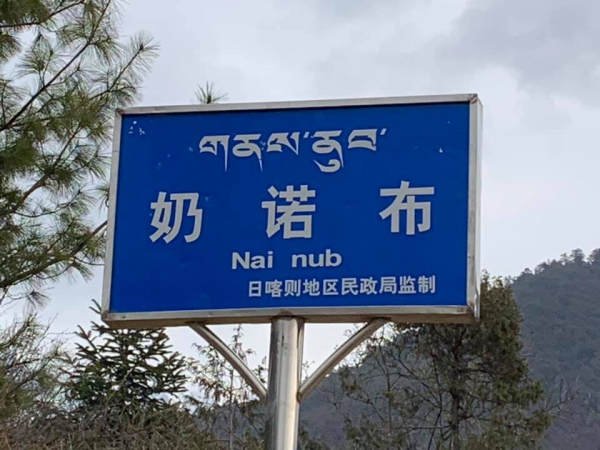 གནས་ནུབ་
奶诺布
Nai nub
日喀则地区民政局监制